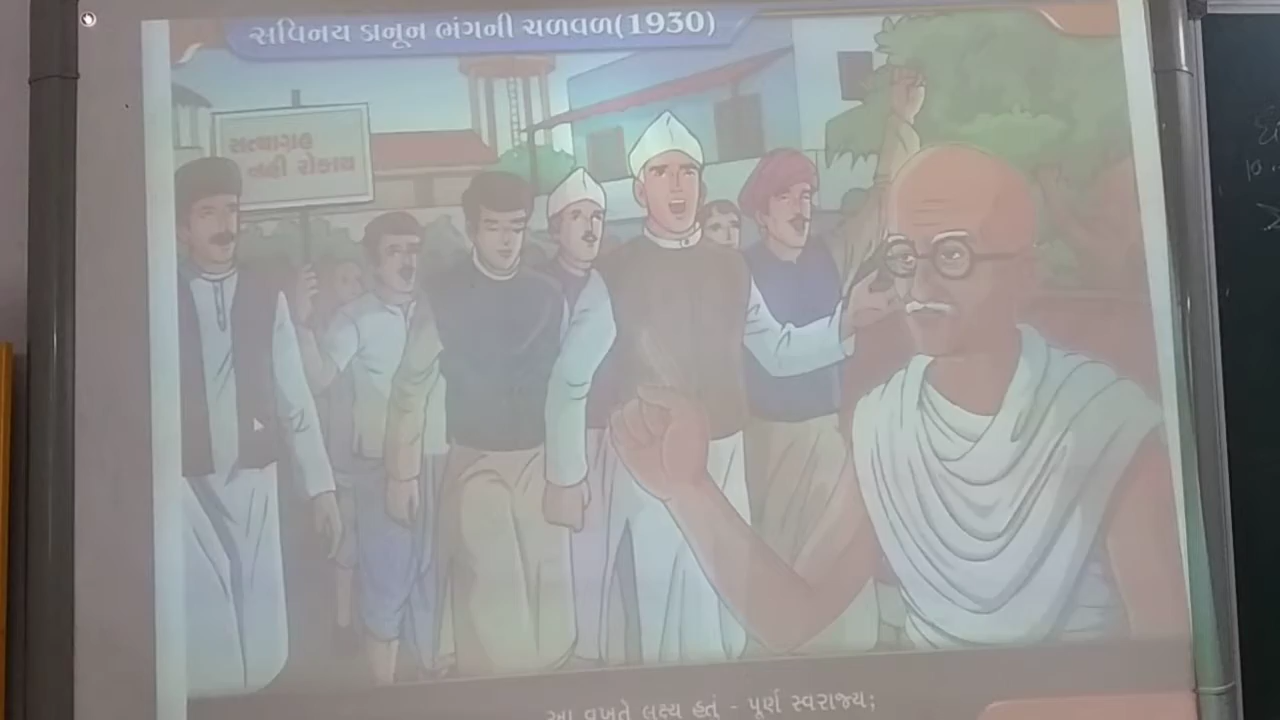 સવિનય કાનૂન ભંગની ચળવળ(1930)
સત્યાગ્રહ
નહી રોકાય
આ વખતે લક્ષ્ય હતું - પૂર્ણ સ્વરાજ્ય;